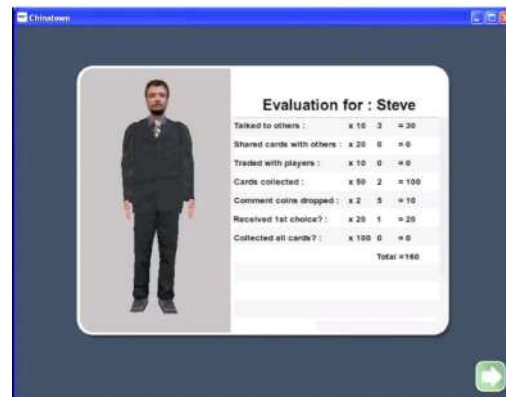 Chinatown
Evaluation for : Steve
Talked to others : x 10 3 = 30
Shared cards with others : x 20 0 = 0
Traded with players : x 10 0 = 0
Cards collected : x 50 2 = 100
Comment coins dropped : x 2 5 = 10
Received 1st choice? : x 20 1 = 20
Collected all cards? : x 100 0 = 0
Total =160